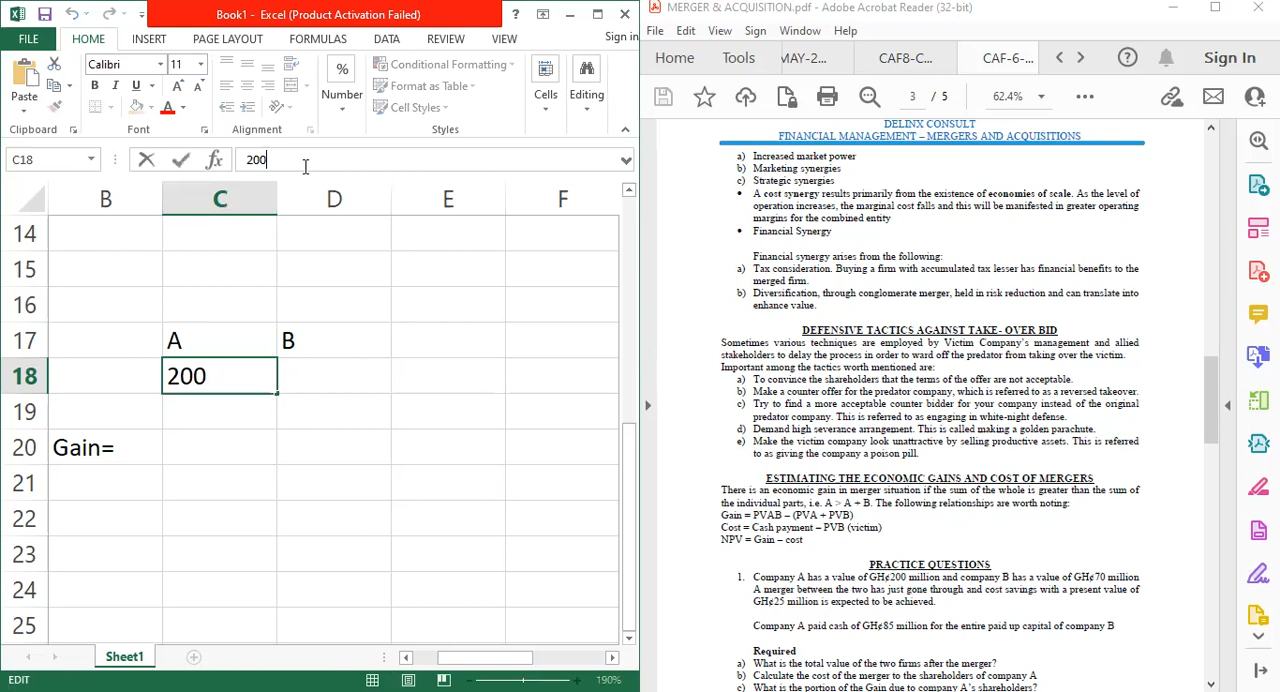 Book1 - Excel (Product Activation Failed)
FILE HOME INSERT PAGE LAYOUT FORMULAS DATA REVIEW VIEW Sign in
Calibri 11
Paste
B I U A A A
%
Number
Conditional Formatting
Format as Table
Cell Styles
Cells
Editing
Clipboard Font Alignment Styles
C18 fx 200
B C D E F
14
15
16
17 A B
18 200
19
20 Gain=
21
22
23
24
25
Sheet1
EDIT 190%
MERGER & ACQUISITION.pdf - Adobe Acrobat Reader (32-bit)
File Edit View Sign Window Help
Home Tools MAY-2... CAF8-C... CAF-6-... Sign In
3 / 5 62.4%
DELINX CONSULT
FINANCIAL MANAGEMENT – MERGERS AND ACQUISITIONS
a) Increased market power
b) Marketing synergies
c) Strategic synergies
• A cost synergy results primarily from the existence of economies of scale. As the level of
operation increases, the marginal cost falls and this will be manifested in greater operating
margins for the combined entity
• Financial Synergy
Financial synergy arises from the following:
a) Tax consideration. Buying a firm with accumulated tax lesser has financial benefits to the
merged firm.
b) Diversification, through conglomerate merger, held in risk reduction and can translate into
enhance value.
DEFENSIVE TACTICS AGAINST TAKE- OVER BID
Sometimes various techniques are employed by Victim Company's management and allied
stakeholders to delay the process in order to ward off the predator from taking over the victim.
Important among the tactics worth mentioned are:
a) To convince the shareholders that the terms of the offer are not acceptable.
b) Make a counter offer for the predator company, which is referred to as a reversed takeover.
c) Try to find a more acceptable counter bidder for your company instead of the original
predator company. This is referred to as engaging in white-night defense.
d) Demand high severance arrangement. This is called making a golden parachute.
e) Make the victim company look unattractive by selling productive assets. This is referred
to as giving the company a poison pill.
ESTIMATING THE ECONOMIC GAINS AND COST OF MERGERS
There is an economic gain in merger situation if the sum of the whole is greater than the sum of
the individual parts, i.e. A > A + B. The following relationships are worth noting:
Gain = PVAB – (PVA + PVB)
Cost = Cash payment – PVB (victim)
NPV = Gain – cost
PRACTICE QUESTIONS
1. Company A has a value of GH¢200 million and company B has a value of GH¢70 million
A merger between the two has just gone through and cost savings with a present value of
GH¢25 million is expected to be achieved.
Company A paid cash of GH¢85 million for the entire paid up capital of company B
Required
a) What is the total value of the two firms after the merger?
b) Calculate the cost of the merger to the shareholders of company A
c) What is the portion of the Gain due to company A's shareholders?